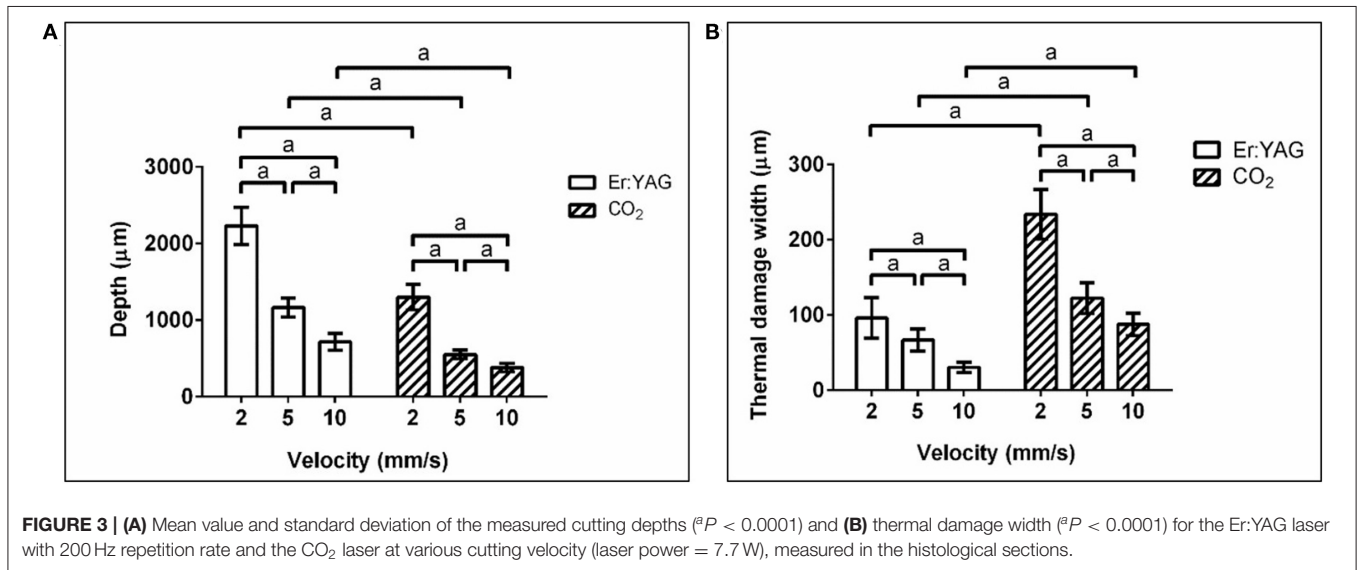 A
a
a
a
a
a
a
a
a
a
3000
2000
1000
0
Depth (μm)
2 5 10 2 5 10
Velocity (mm/s)
Er:YAG
CO₂
B
a
a
a
a
a
a
a
a
a
300
200
100
0
Thermal damage width (μm)
2 5 10 2 5 10
Velocity (mm/s)
Er:YAG
CO₂
FIGURE 3 | (A) Mean value and standard deviation of the measured cutting depths (ᵃP < 0.0001) and (B) thermal damage width (ᵃP < 0.0001) for the Er:YAG laser
with 200 Hz repetition rate and the CO₂ laser at various cutting velocity (laser power = 7.7 W), measured in the histological sections.